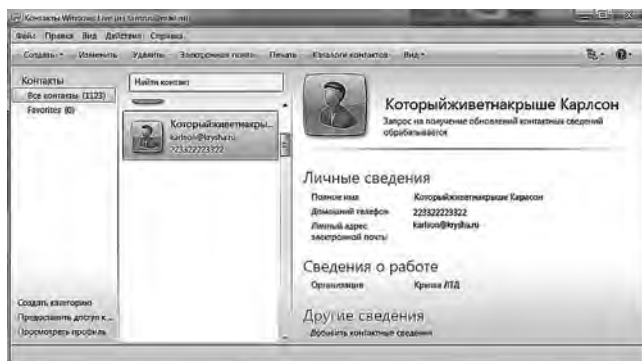 Контакты Windows Live
Файл Правка Вид Действия Справка
Создать Изменить Удалить Электронная почта Печать Каталоги контактов Вид
Контакты
Все контакты (1123)
Favorites (0)
Создать категорию
Предоставить доступ к...
Просмотреть профиль
Найти контакт
Которыйживетнакры...
karlson@krysha.ru
223322223322
Которыйживетнакрыше Карлсон
Запрос на получение обновлений контактных сведений
обрабатывается
Личные сведения
Полное имя Которыйживетнакрыше Карлсон
Домашний телефон 223322223322
Личный адрес
электронной почты karlson@krysha.ru
Сведения о работе
Организация Крыша ЛТД
Другие сведения
Добавить контактные сведения